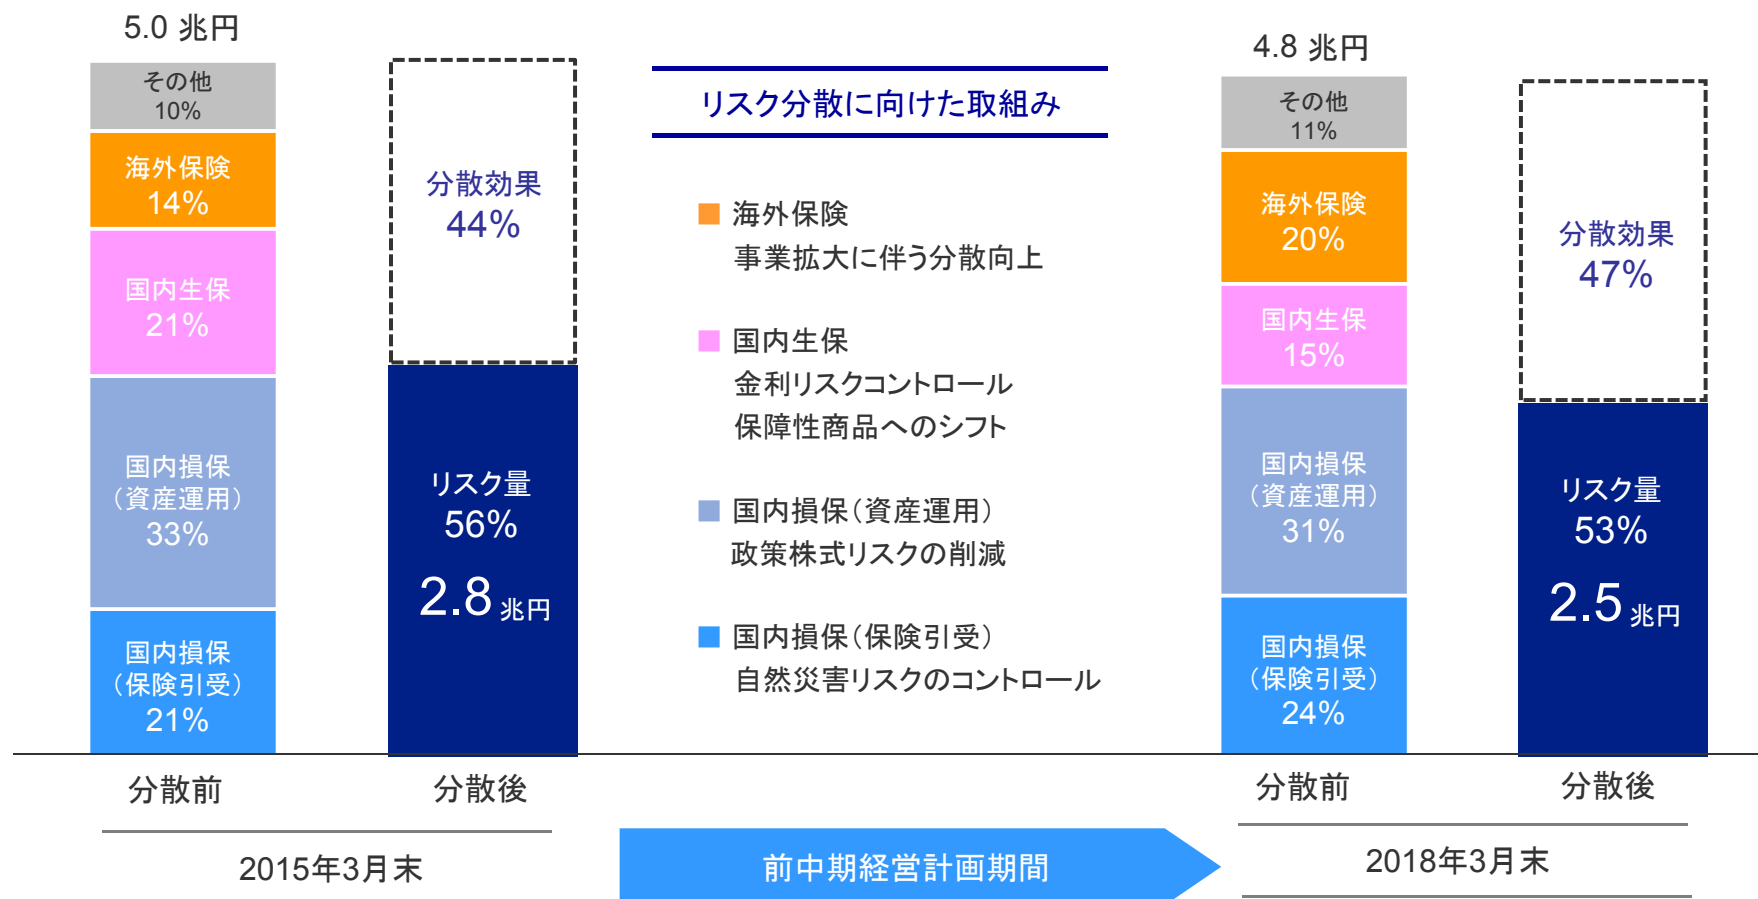 5.0 兆円
その他
10%
海外保険
14%
国内生保
21%
国内損保
（資産運用）
33%
国内損保
（保険引受）
21%
分散前
分散効果
44%
リスク量
56%
2.8 兆円
分散後
2015年3月末
リスク分散に向けた取組み
海外保険
事業拡大に伴う分散向上
国内生保
金利リスクコントロール
保障性商品へのシフト
国内損保（資産運用）
政策株式リスクの削減
国内損保（保険引受）
自然災害リスクのコントロール
前中期経営計画期間
4.8 兆円
その他
11%
海外保険
20%
国内生保
15%
国内損保
（資産運用）
31%
国内損保
（保険引受）
24%
分散前
分散効果
47%
リスク量
53%
2.5 兆円
分散後
2018年3月末